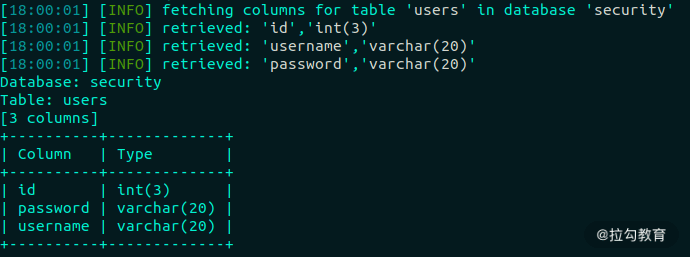 [18:00:01] [INFO] fetching columns for table 'users' in database 'security'
[18:00:01] [INFO] retrieved: 'id','int(3)'
[18:00:01] [INFO] retrieved: 'username','varchar(20)'
[18:00:01] [INFO] retrieved: 'password','varchar(20)'
Database: security
Table: users
[3 columns]
+----------+-------------+
| Column   | Type        |
+----------+-------------+
| id       | int(3)      |
| password | varchar(20) |
| username | varchar(20) |
+----------+-------------+
@拉勾教育